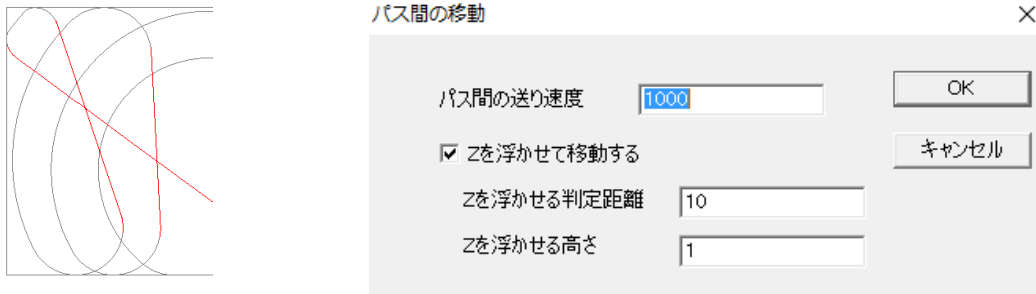 パス間の移動
パス間の送り速度 1000 OK
Zを浮かせて移動する キャンセル
Zを浮かせる判定距離 10
Zを浮かせる高さ 1